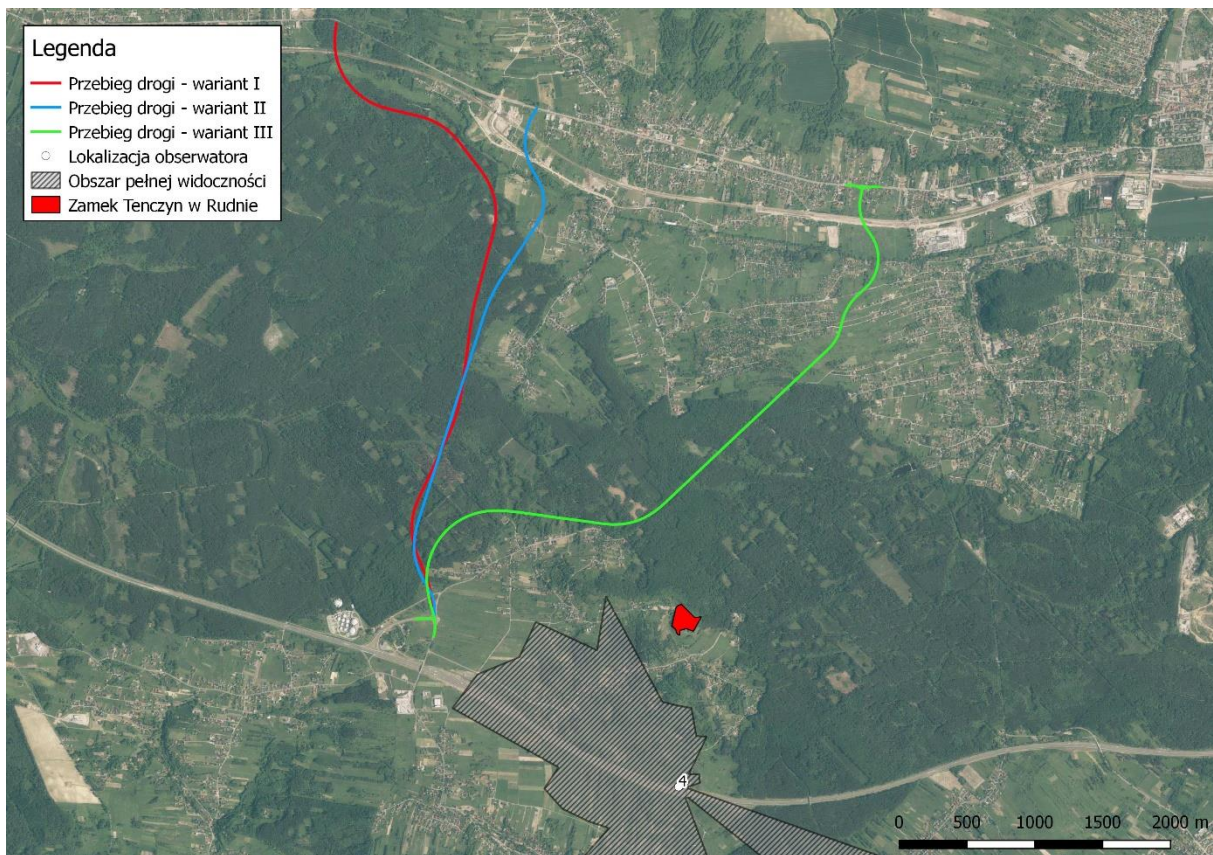 Legenda
Przebieg drogi - wariant I
Przebieg drogi - wariant II
Przebieg drogi - wariant III
Lokalizacja obserwatora
Obszar pełnej widoczności
Zamek Tenczyn w Rudnie
4
0 500 1000 1500 2000 m